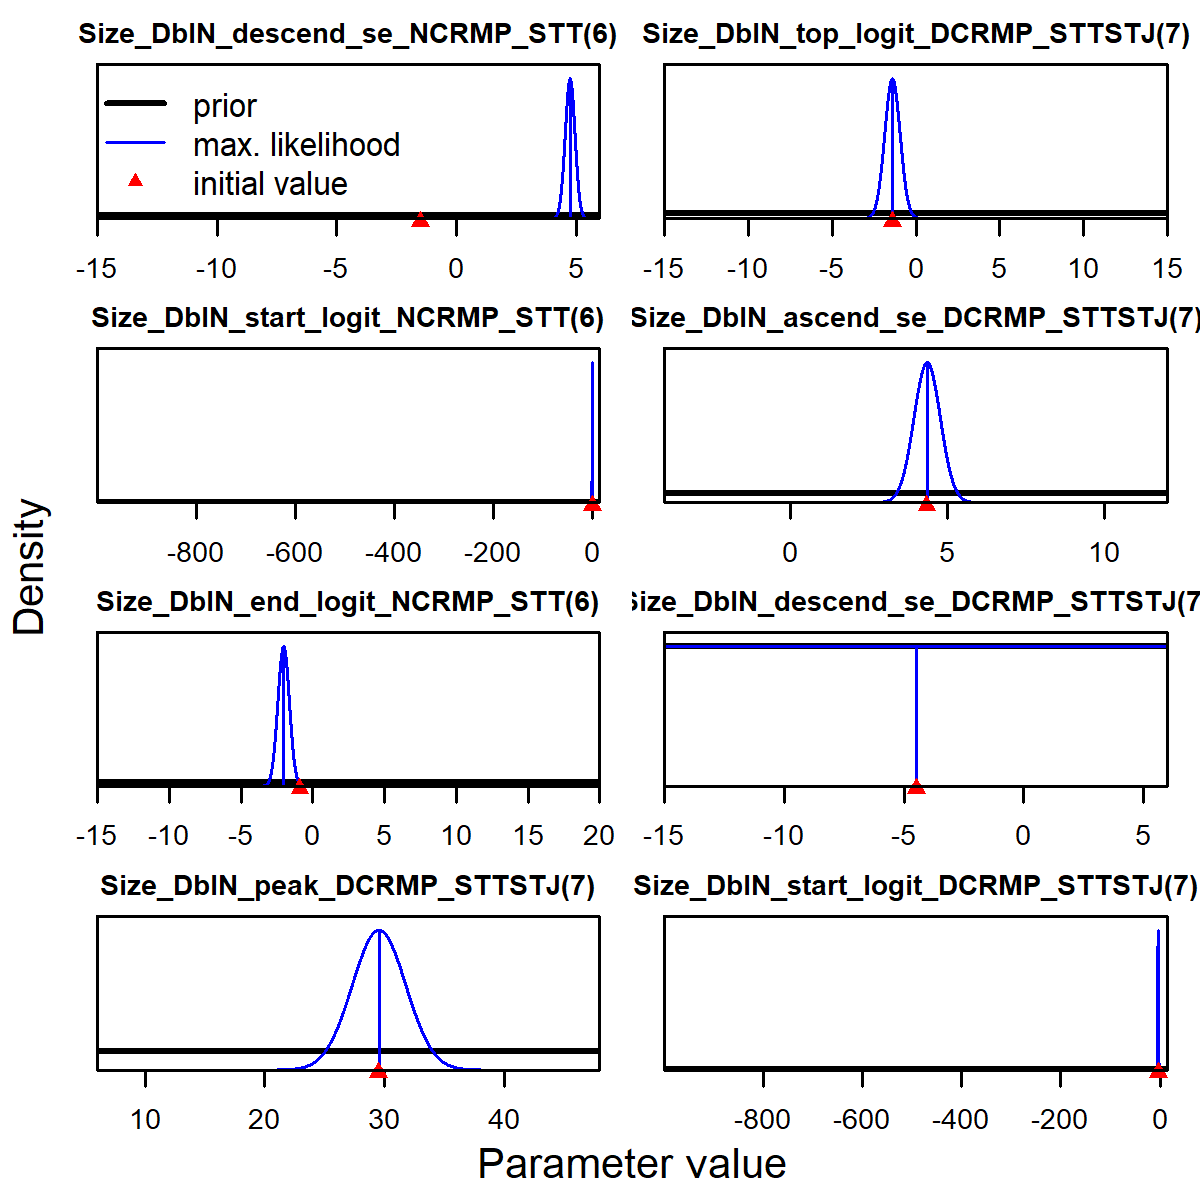 Size_DblN_descend_se_NCRMP_STT(6)
prior
max. likelihood
initial value
-15 -10 -5 0 5
Size_DblN_top_logit_DCRMP_STTSTJ(7)
-15 -10 -5 0 5 10 15
Size_DblN_start_logit_NCRMP_STT(6)
-800 -600 -400 -200 0
Size_DblN_ascend_se_DCRMP_STTSTJ(7)
0 5 10
Size_DblN_end_logit_NCRMP_STT(6)
-15 -10 -5 0 5 10 15 20
Size_DblN_descend_se_DCRMP_STTSTJ(7
-15 -10 -5 0 5
Size_DblN_peak_DCRMP_STTSTJ(7)
10 20 30 40
Size_DblN_start_logit_DCRMP_STTSTJ(7)
-800 -600 -400 -200 0
Density
Parameter value